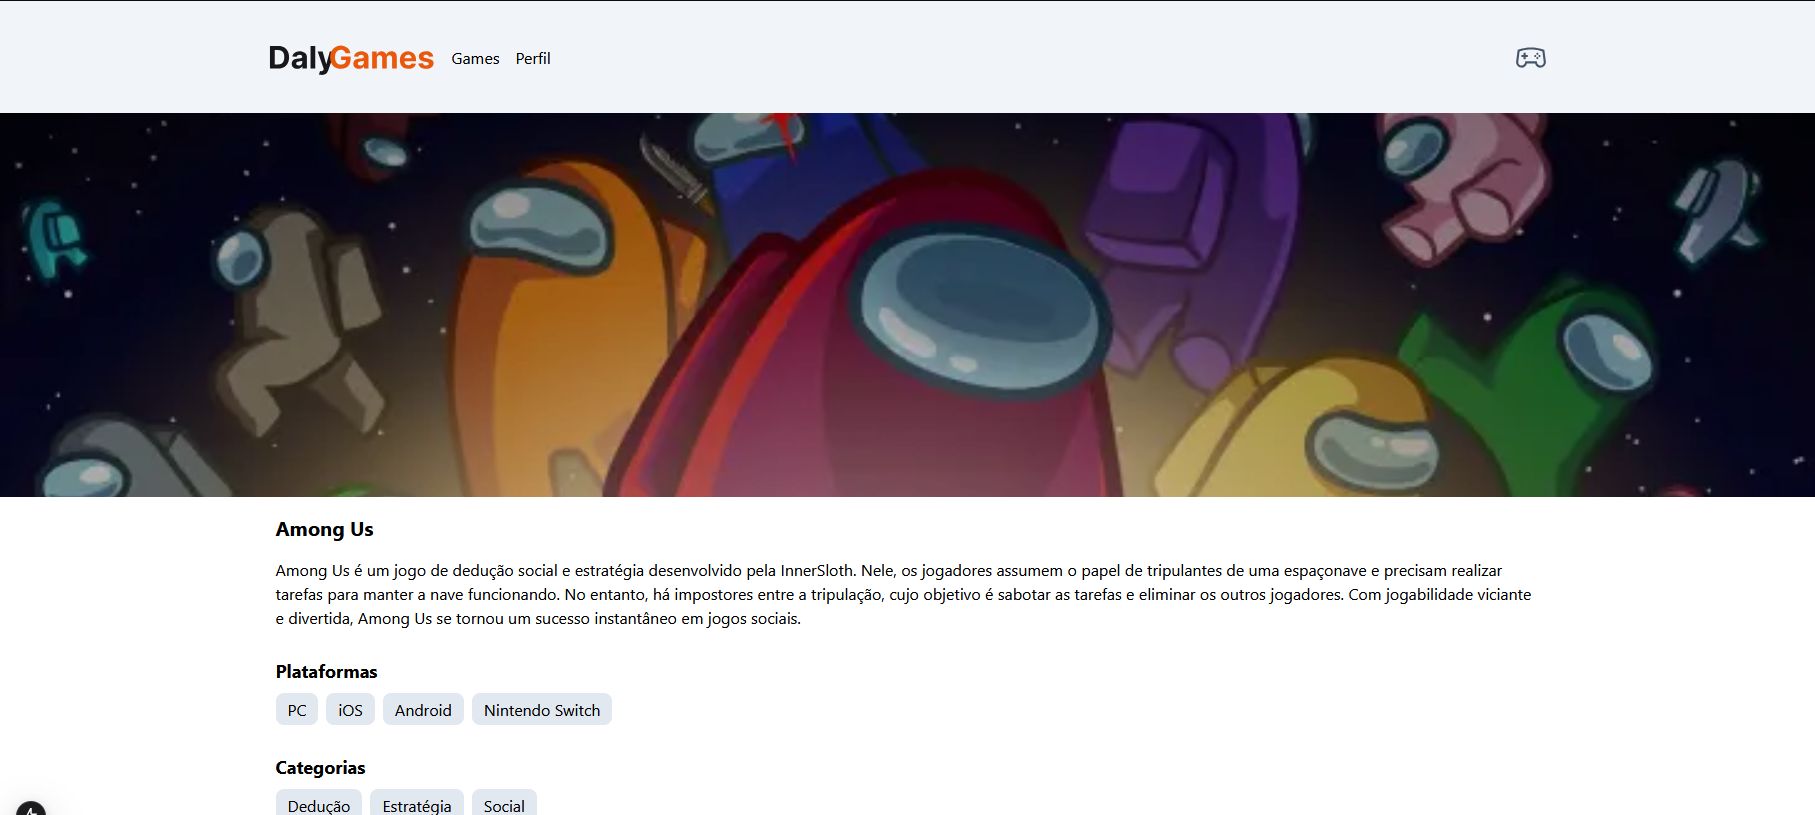 DalyGames Games Perfil
Among Us
Among Us é um jogo de dedução social e estratégia desenvolvido pela InnerSloth. Nele, os jogadores assumem o papel de tripulantes de uma espaçonave e precisam realizar
tarefas para manter a nave funcionando. No entanto, há impostores entre a tripulação, cujo objetivo é sabotar as tarefas e eliminar os outros jogadores. Com jogabilidade viciante
e divertida, Among Us se tornou um sucesso instantâneo em jogos sociais.
Plataformas
PC iOS Android Nintendo Switch
Categorias
Dedução Estratégia Social